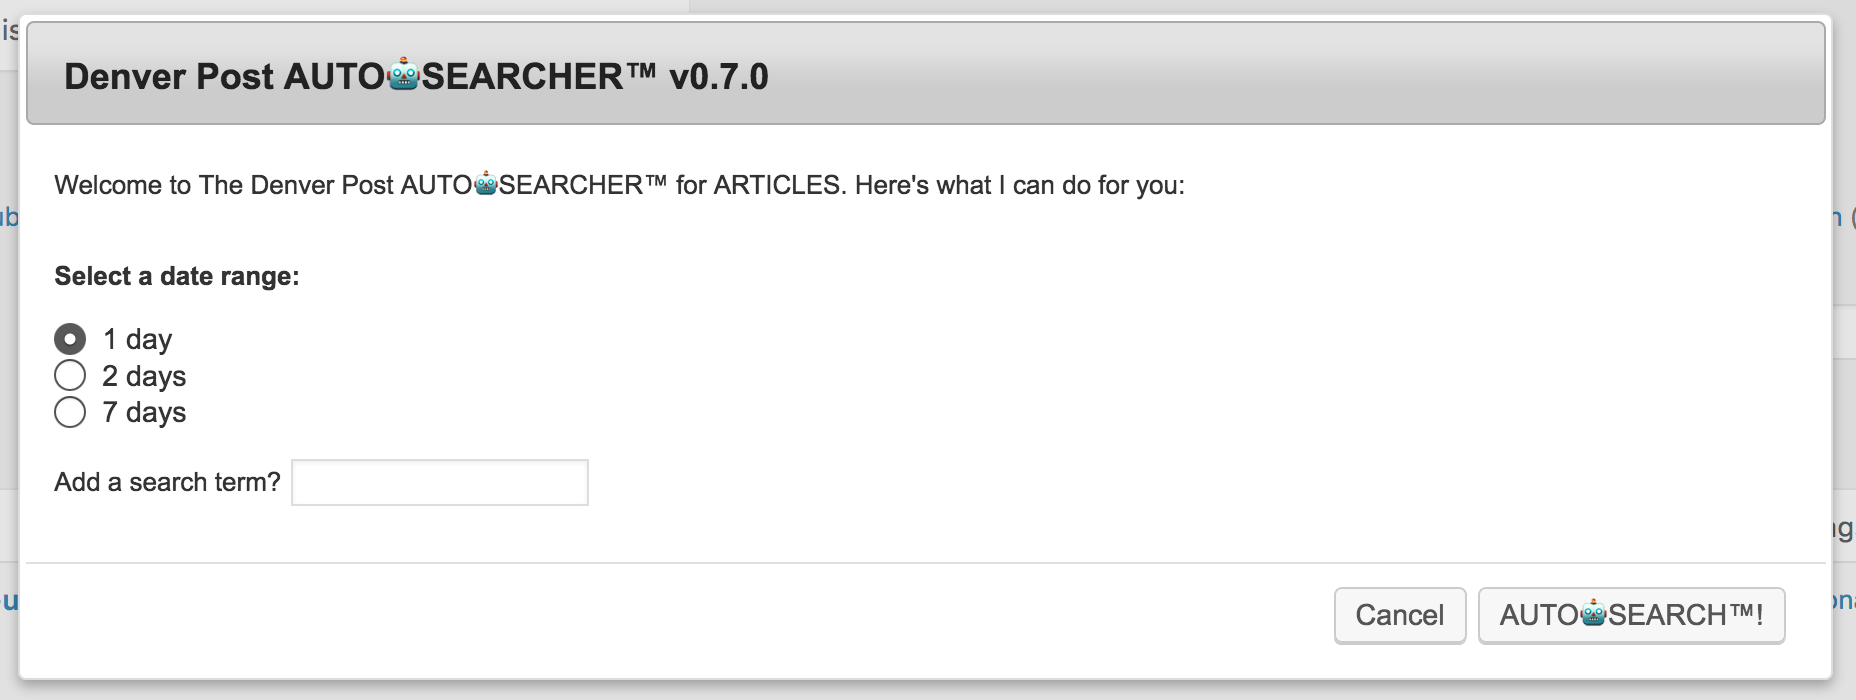 Denver Post AUTO🤖SEARCHER™ v0.7.0
Welcome to The Denver Post AUTO🤖SEARCHER™ for ARTICLES. Here's what I can do for you:
Select a date range:
1 day
2 days
7 days
Add a search term?
Cancel
AUTO🤖SEARCH™!